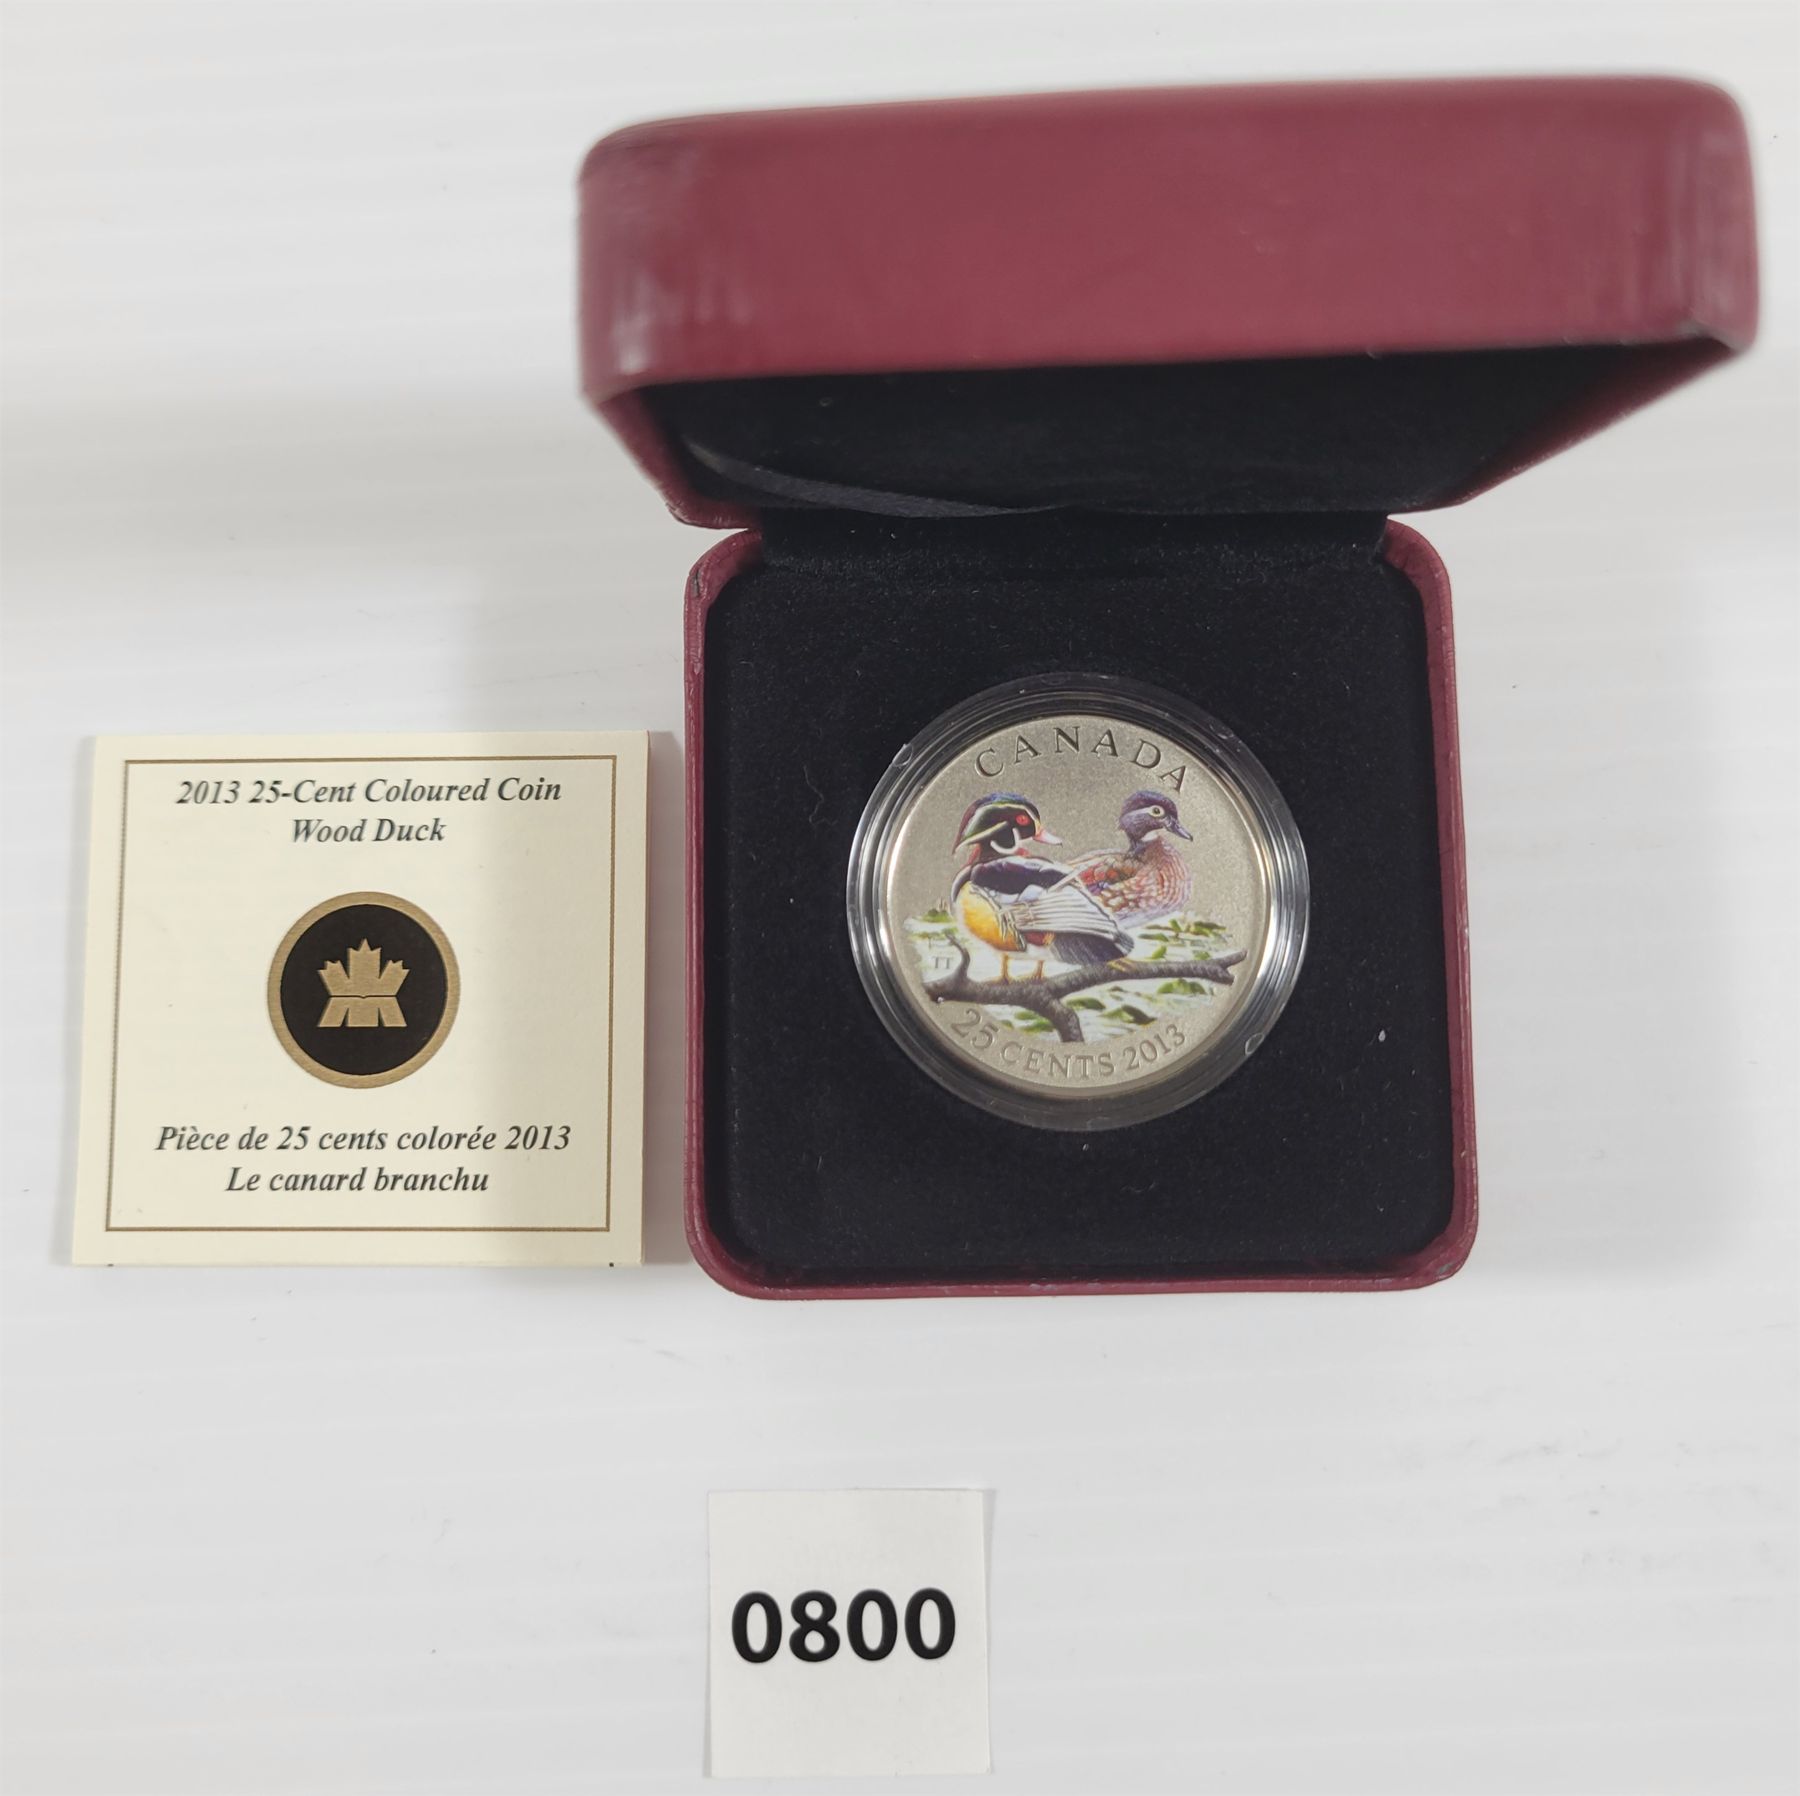 2013 25-Cent Coloured Coin
Wood Duck
Pièce de 25 cents colorée 2013
Le canard branchu
CANADA
TT
25 CENTS 2013
0800